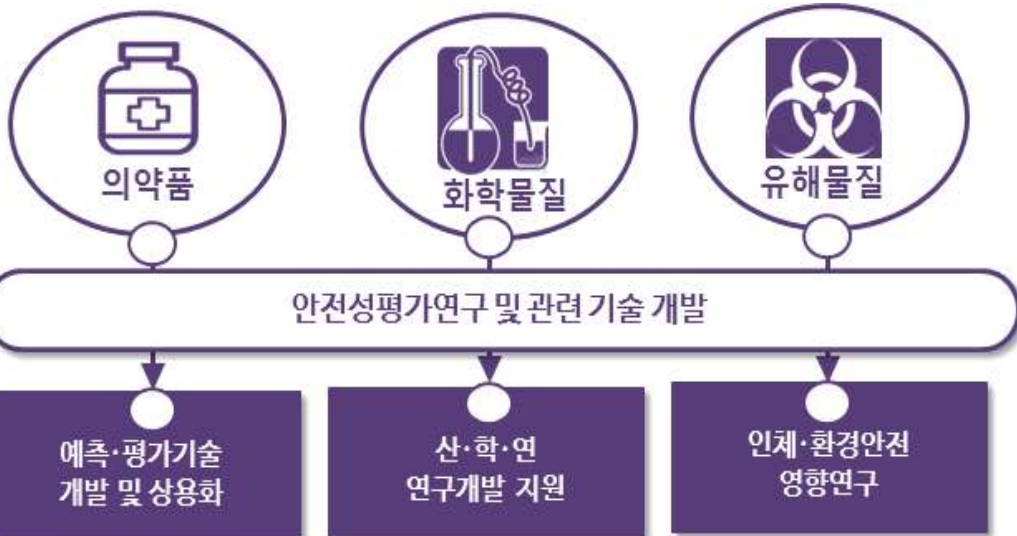 의약품
화학물질
유해물질
안전성평가연구 및 관련 기술 개발
예측·평가기술
개발 및 상용화
산·학·연
연구개발 지원
인체·환경안전
영향연구